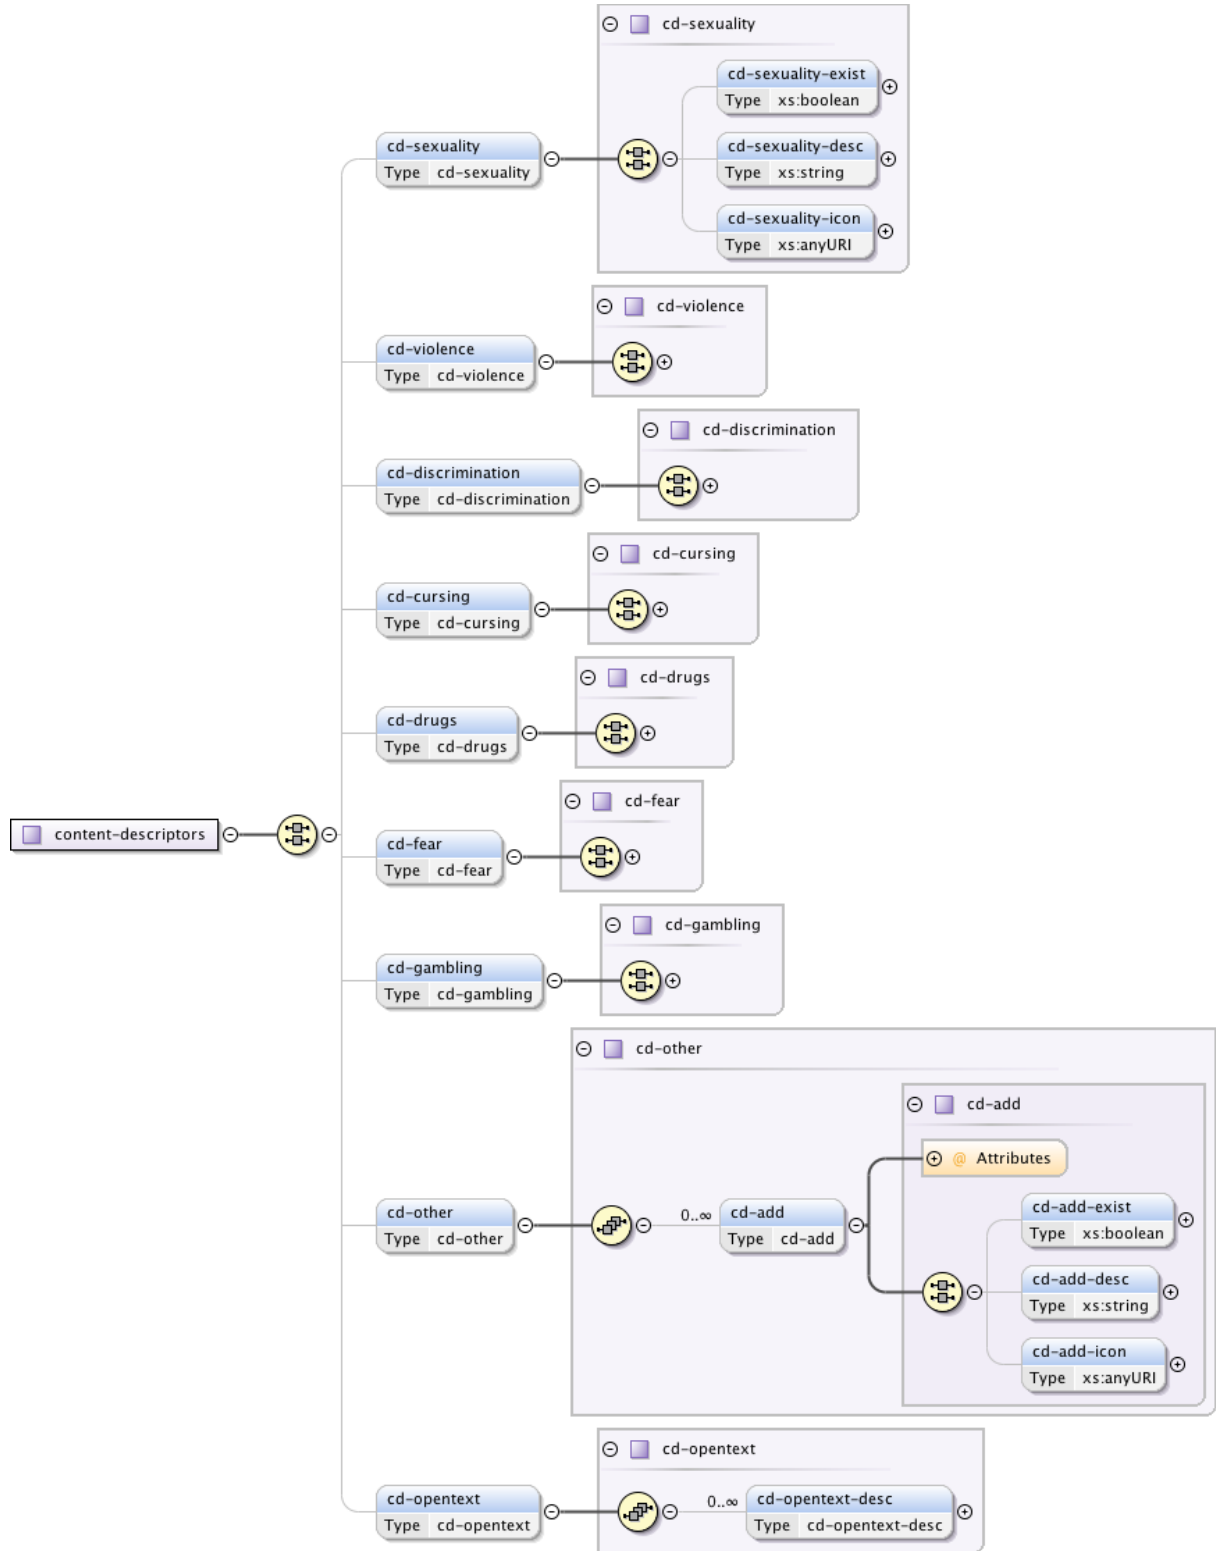 cd-sexuality
cd-sexuality-exist
Type xs:boolean
cd-sexuality
Type cd-sexuality
cd-sexuality-desc
Type xs:string
cd-sexuality-icon
Type xs:anyURI
cd-violence
cd-violence
Type cd-violence
cd-discrimination
cd-discrimination
Type cd-discrimination
cd-cursing
cd-cursing
Type cd-cursing
cd-drugs
cd-drugs
Type cd-drugs
cd-fear
content-descriptors
cd-fear
Type cd-fear
cd-gambling
cd-gambling
Type cd-gambling
cd-other
cd-add
@ Attributes
cd-other
Type cd-other
0..∞
cd-add
Type cd-add
cd-add-exist
Type xs:boolean
cd-add-desc
Type xs:string
cd-add-icon
Type xs:anyURI
cd-opentext
cd-opentext
Type cd-opentext
0..∞
cd-opentext-desc
Type cd-opentext-desc